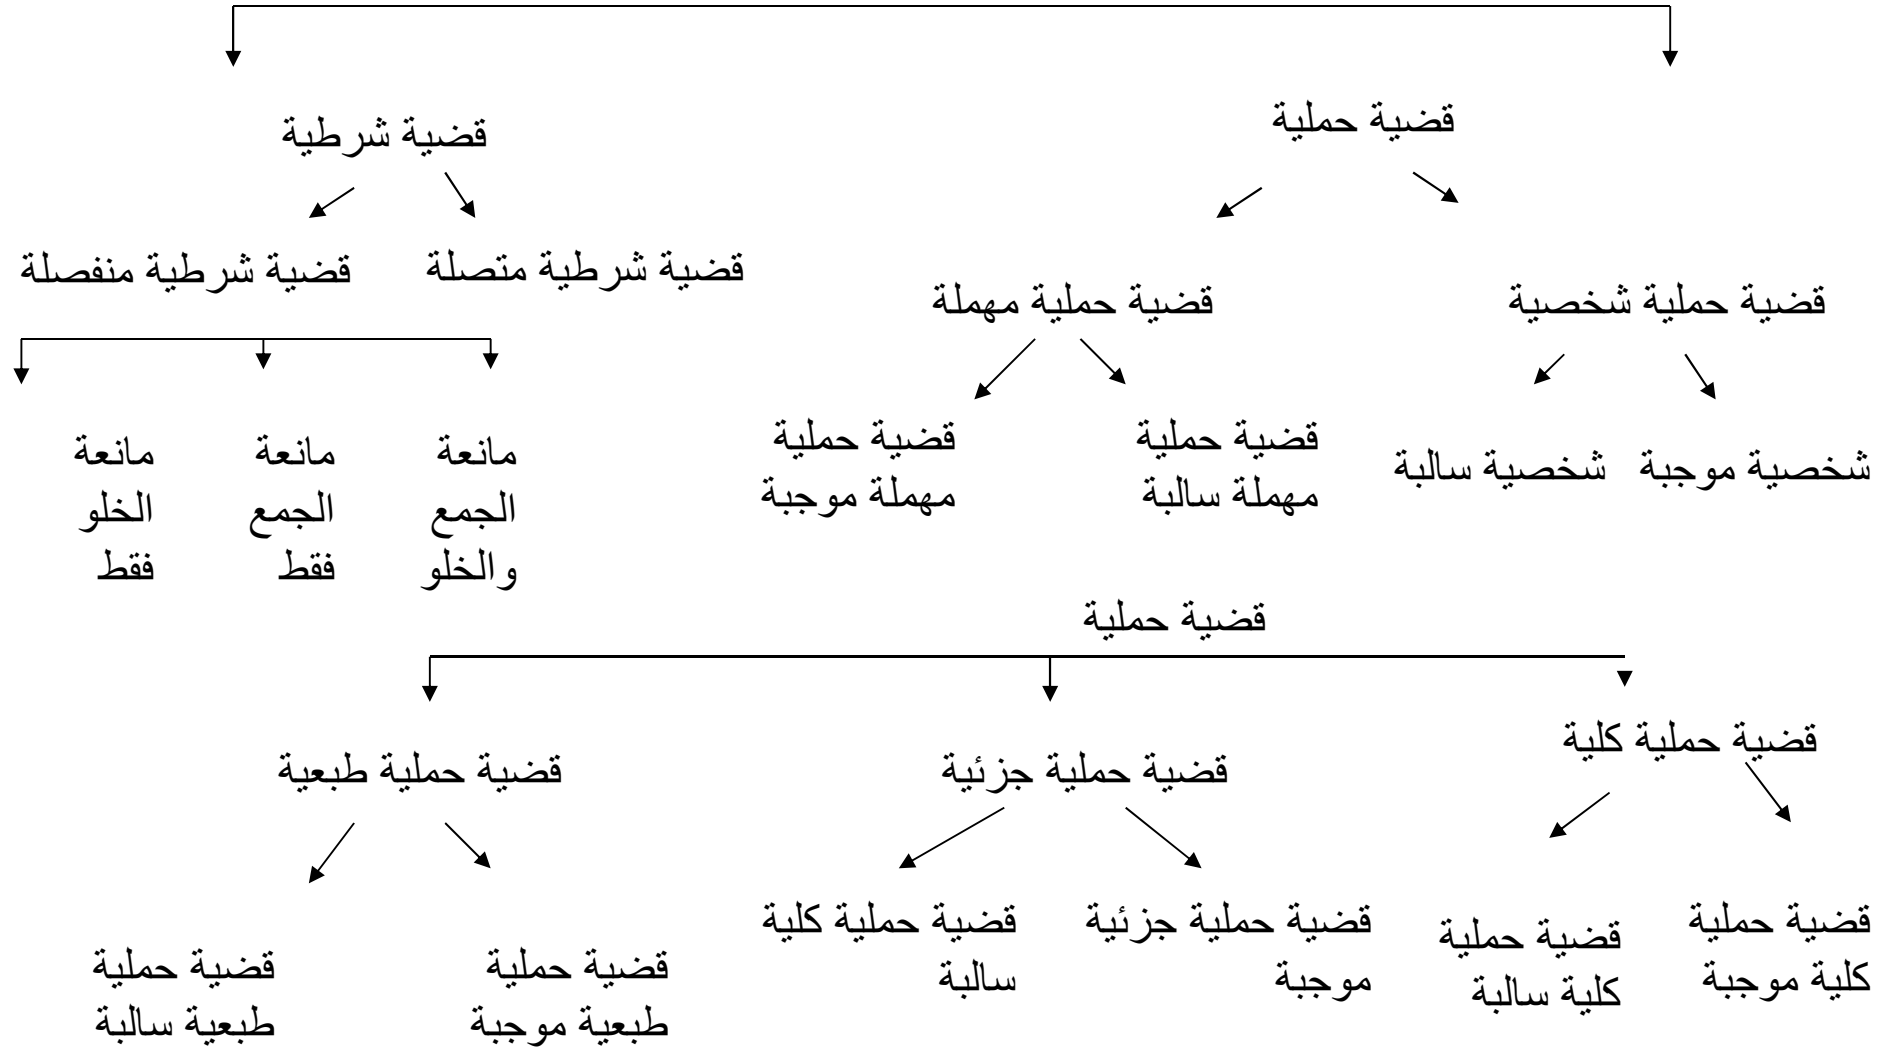 قضية حملية
قضية شرطية
قضية حملية شخصية
قضية حملية مهملة
قضية شرطية متصلة
قضية شرطية منفصلة
شخصية موجبة
شخصية سالبة
قضية حملية
مهملة سالبة
قضية حملية
مهملة موجبة
مانعة
الجمع
والخلو
مانعة
الجمع
فقط
مانعة
الخلو
فقط
قضية حملية
قضية حملية كلية
قضية حملية جزئية
قضية حملية طبعية
قضية حملية
كلية موجبة
قضية حملية
كلية سالبة
قضية حملية جزئية
موجبة
قضية حملية كلية
سالبة
قضية حملية
طبعية موجبة
قضية حملية
طبعية سالبة